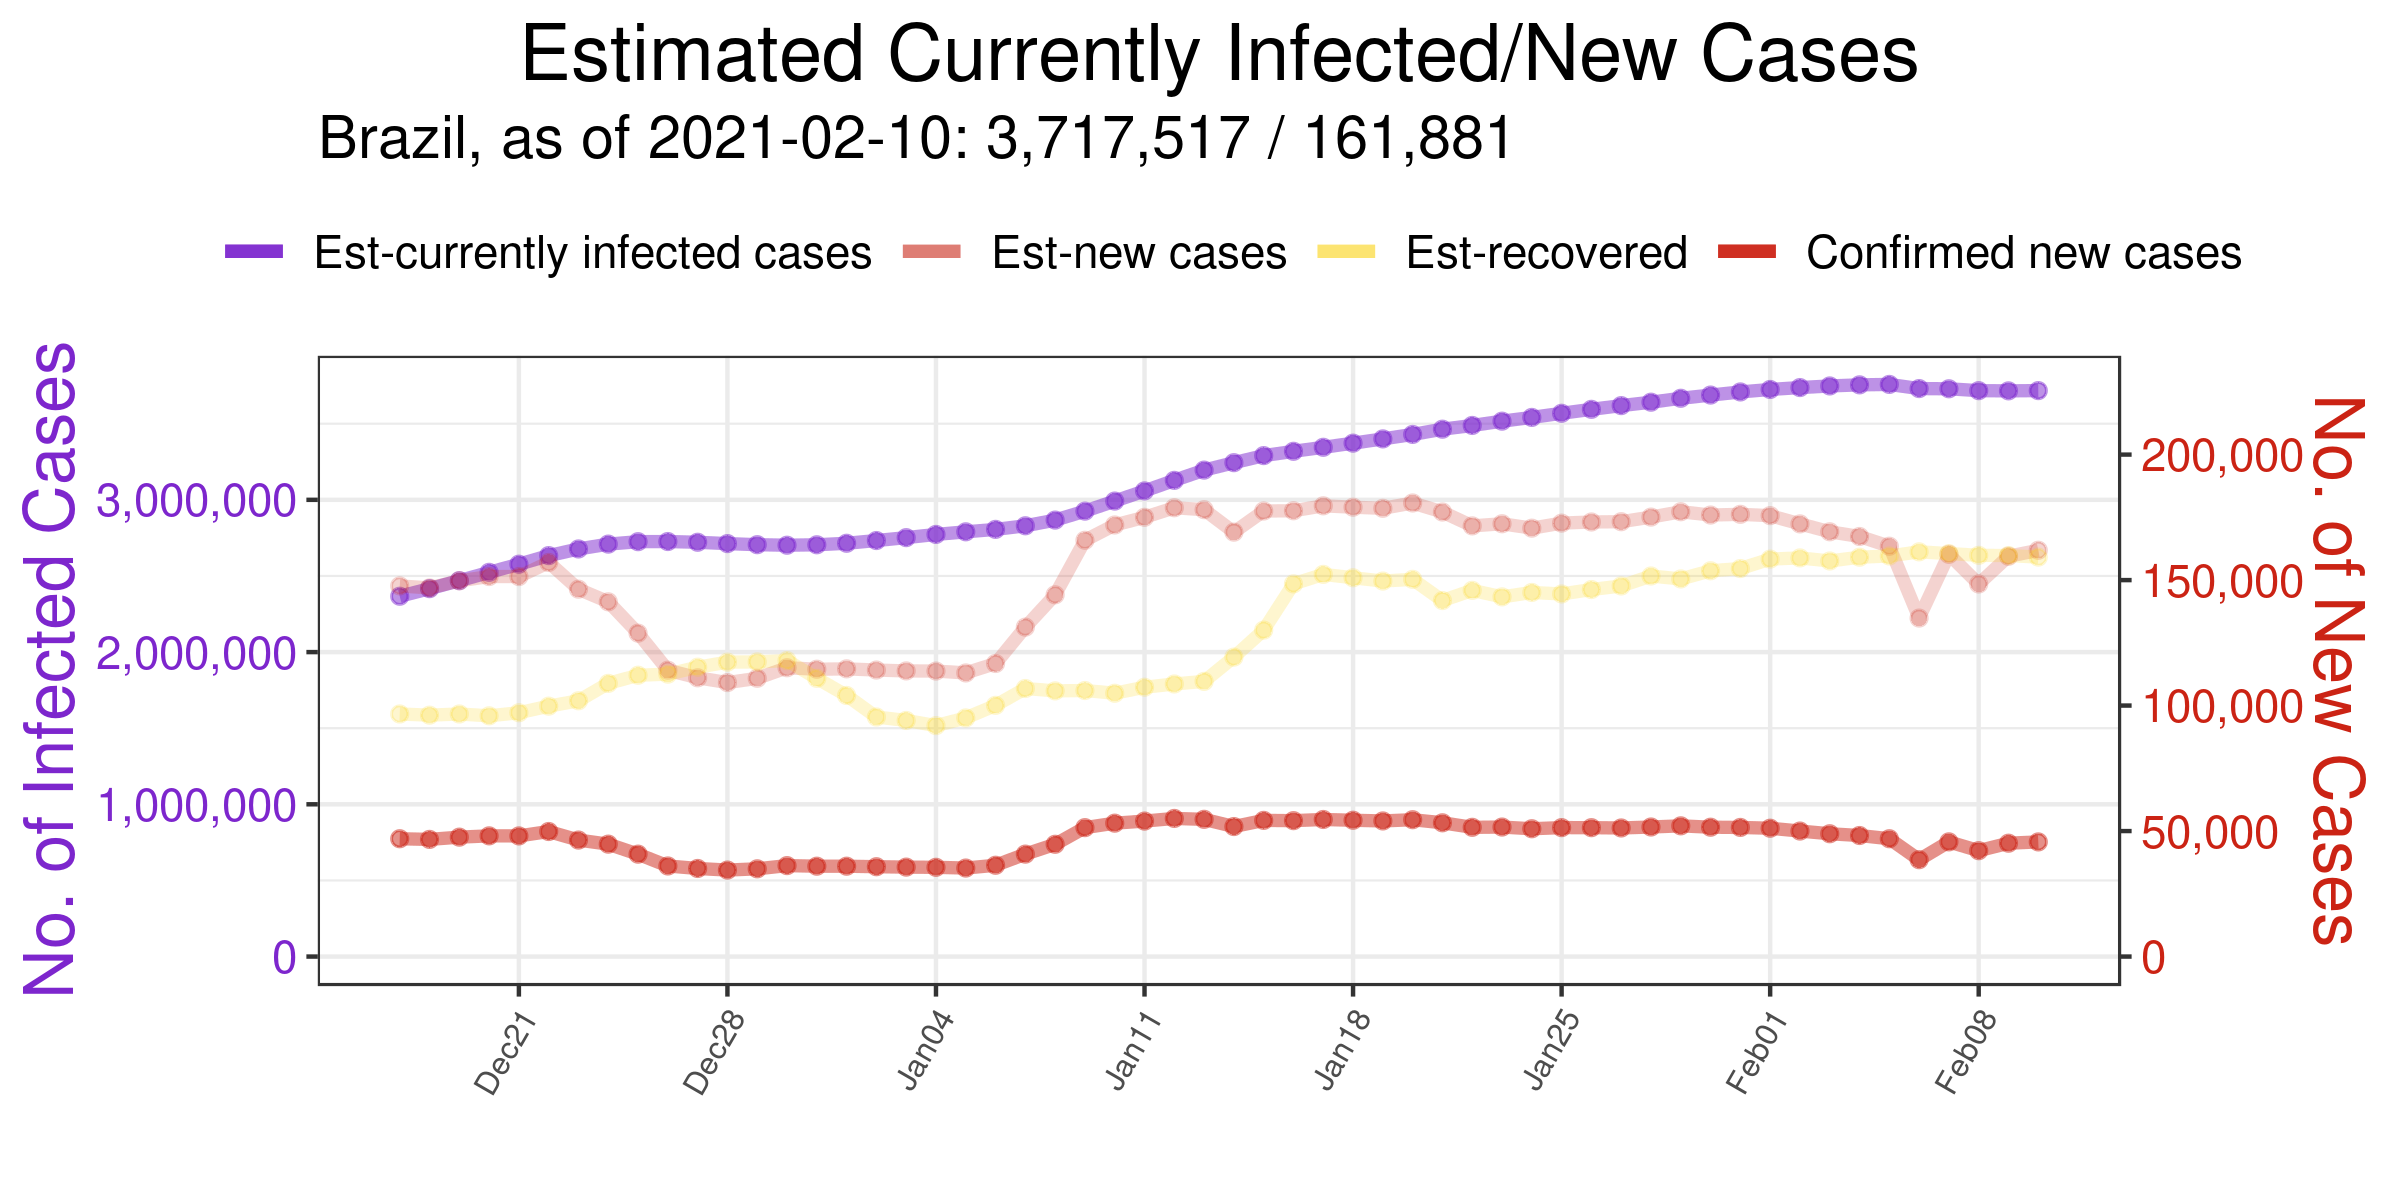 Estimated Currently Infected/New Cases
Brazil, as of 2021-02-10: 3,717,517 / 161,881
Est-currently infected cases Est-new cases Est-recovered Confirmed new cases
No. of Infected Cases
3,000,000
2,000,000
1,000,000
0
200,000
150,000
100,000
50,000
0
No. of New Cases
Dec21 Dec28 Jan04 Jan11 Jan18 Jan25 Feb01 Feb08